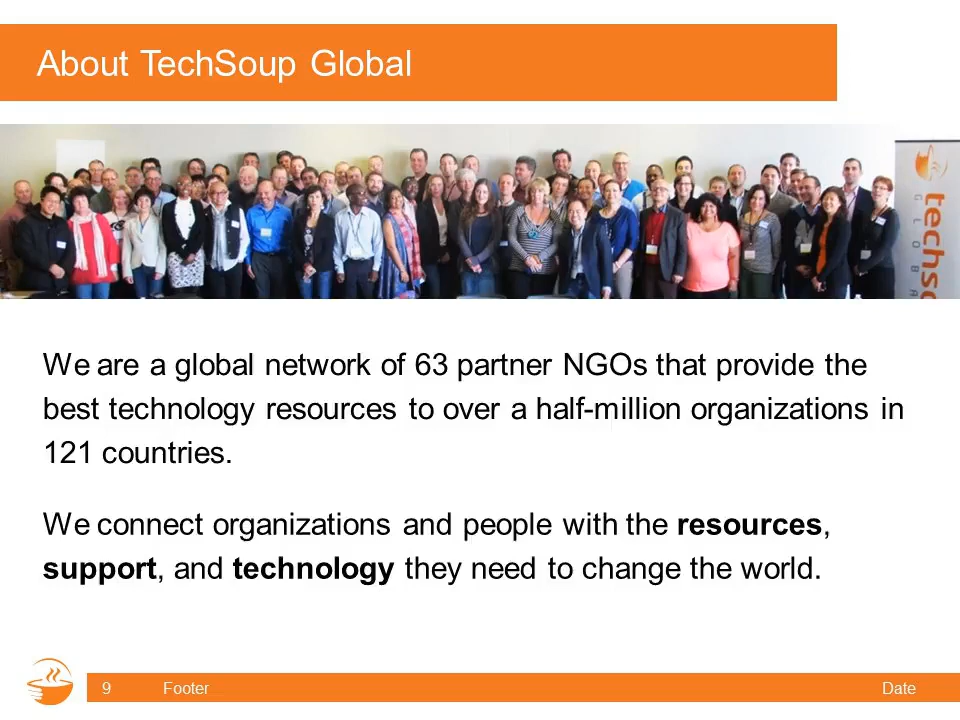 About TechSoup Global
techso
GLOBA
We are a global network of 63 partner NGOs that provide the
best technology resources to over a half-million organizations in
121 countries.
We connect organizations and people with the resources,
support, and technology they need to change the world.
9 Footer Date